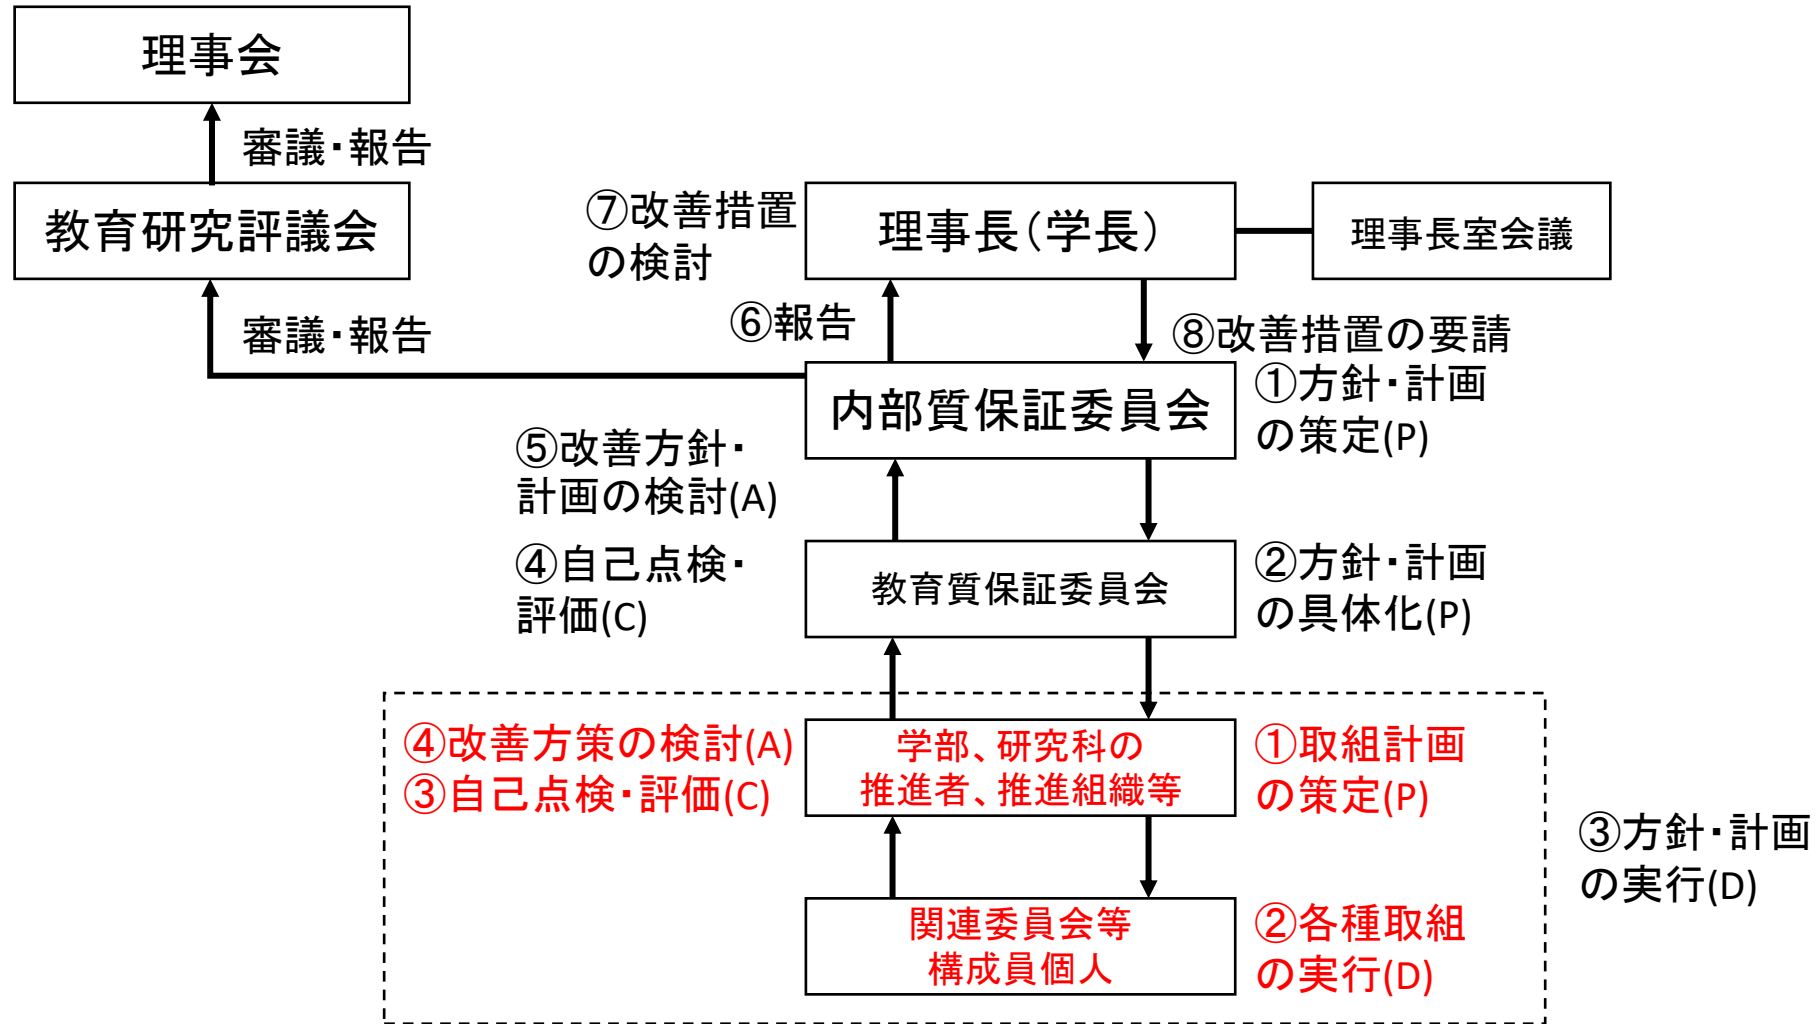 理事会
審議・報告
教育研究評議会
審議・報告
⑦改善措置
の検討
理事長（学長）
理事長室会議
⑥報告
⑧改善措置の要請
内部質保証委員会
①方針・計画
の策定(P)
⑤改善方針・
計画の検討(A)
④自己点検・
評価(C)
教育質保証委員会
②方針・計画
の具体化(P)
④改善方策の検討(A)
③自己点検・評価(C)
学部、研究科の
推進者、推進組織等
①取組計画
の策定(P)
③方針・計画
の実行(D)
関連委員会等
構成員個人
②各種取組
の実行(D)